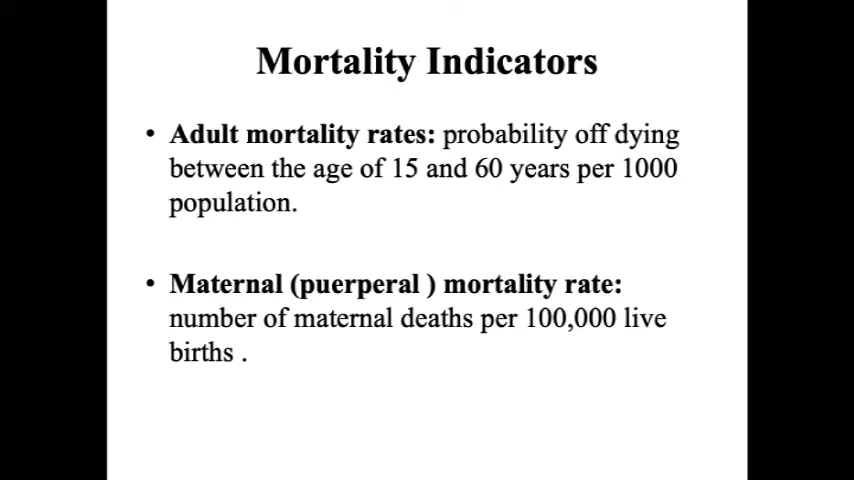 Mortality Indicators
• Adult mortality rates: probability off dying
between the age of 15 and 60 years per 1000
population.
• Maternal (puerperal ) mortality rate:
number of maternal deaths per 100,000 live
births .